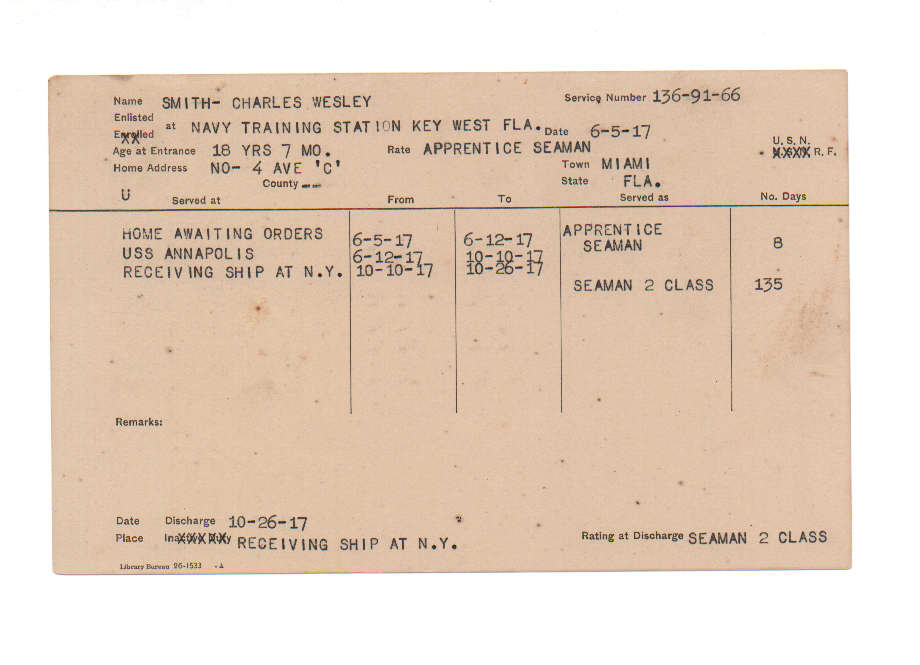 Name SMITH- CHARLES WESLEY Service Number 136-91-66
Enlisted
Enrolled at NAVY TRAINING STATION KEY WEST FLA. Date 6-5-17
U. S. N.
Age at Entrance 18 YRS 7 MO. Rate APPRENTICE SEAMAN R. F.
Home Address NO- 4 AVE 'C' Town MIAMI
County -- State FLA.
U Served at From To Served as No. Days
HOME AWAITING ORDERS 6-5-17 6-12-17 APPRENTICE
SEAMAN 8
USS ANNAPOLIS 6-12-17 10-10-17
RECEIVING SHIP AT N.Y. 10-10-17 10-26-17
SEAMAN 2 CLASS 135
Remarks:
Date Discharge 10-26-17
Place RECEIVING SHIP AT N.Y. Rating at Discharge SEAMAN 2 CLASS
Library Bureau 96-1533